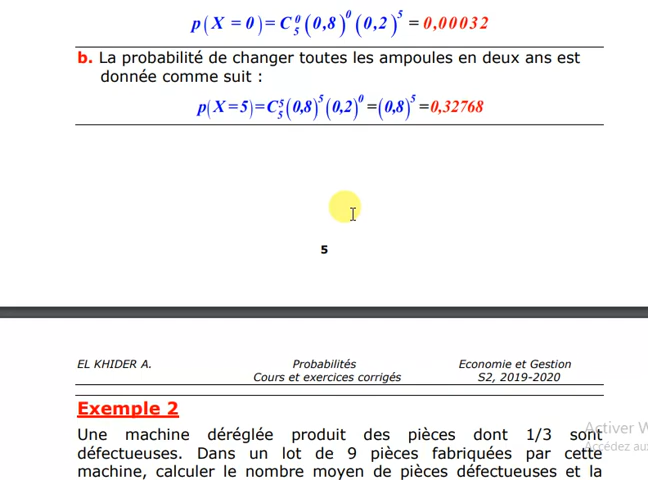 p(X = 0) = C₅⁰(0,8)⁰(0,2)⁵ = 0,00032
b. La probabilité de changer toutes les ampoules en deux ans est
donnée comme suit :
p(X = 5) = C₅⁵(0,8)⁵(0,2)⁰ = (0,8)⁵ = 0,32768
5
EL KHIDER A. Probabilités Economie et Gestion
Cours et exercices corrigés S2, 2019-2020
Exemple 2
Une machine déréglée produit des pièces dont 1/3 sont
Activer W
défectueuses. Dans un lot de 9 pièces fabriquées par cette
Accédez au
machine, calculer le nombre moyen de pièces défectueuses et la